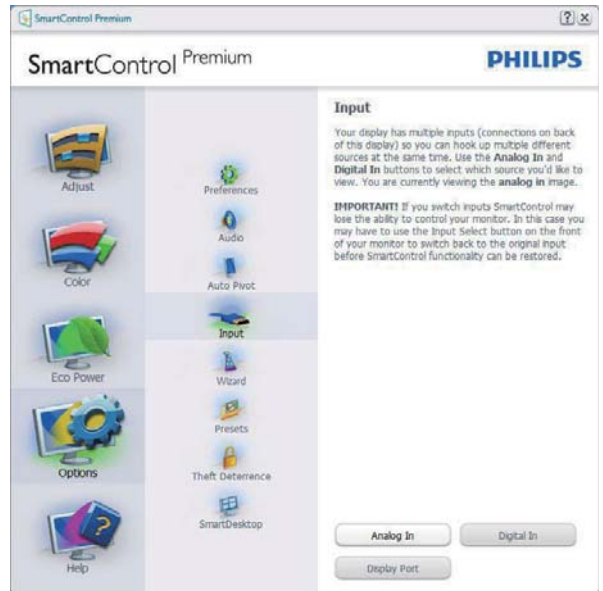 SmartControl Premium
SmartControl Premium
PHILIPS
Adjust
Color
Eco Power
Options
Help
Preferences
Audio
Auto Pivot
Input
Wizard
Presets
Theft Deterrence
SmartDesktop
Input
Your display has multiple inputs (connections on back
of this display) so you can hook up multiple different
sources at the same time. Use the Analog In and
Digital In buttons to select which source you'd like to
view. You are currently viewing the analog in image.
IMPORTANT! If you switch inputs SmartControl may
lose the ability to control your monitor. In this case you
may have to use the Input Select button on the front
of your monitor to switch back to the original input
before SmartControl functionality can be restored.
Analog In
Digital In
Display Port